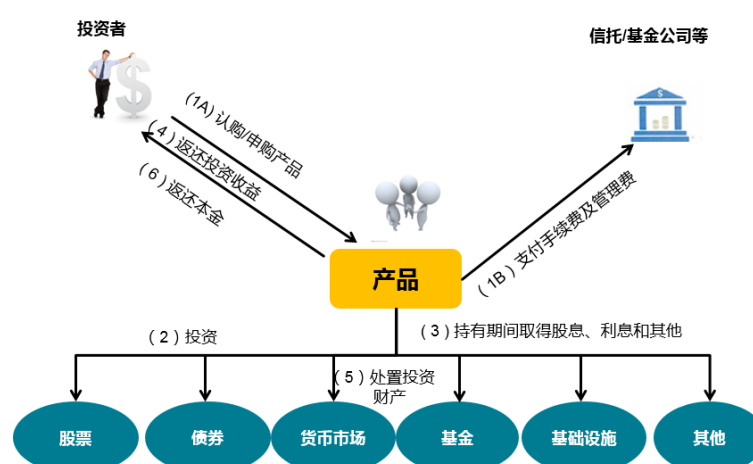 投资者
信托/基金公司等
$
$
(1A) 认购/申购产品
(4) 返还投资收益
(6) 返还本金
(1B) 支付手续费及管理费
产品
(2) 投资
(3) 持有期间取得股息、利息和其他
(5) 处置投资
财产
股票
债券
货币市场
基金
基础设施
其他